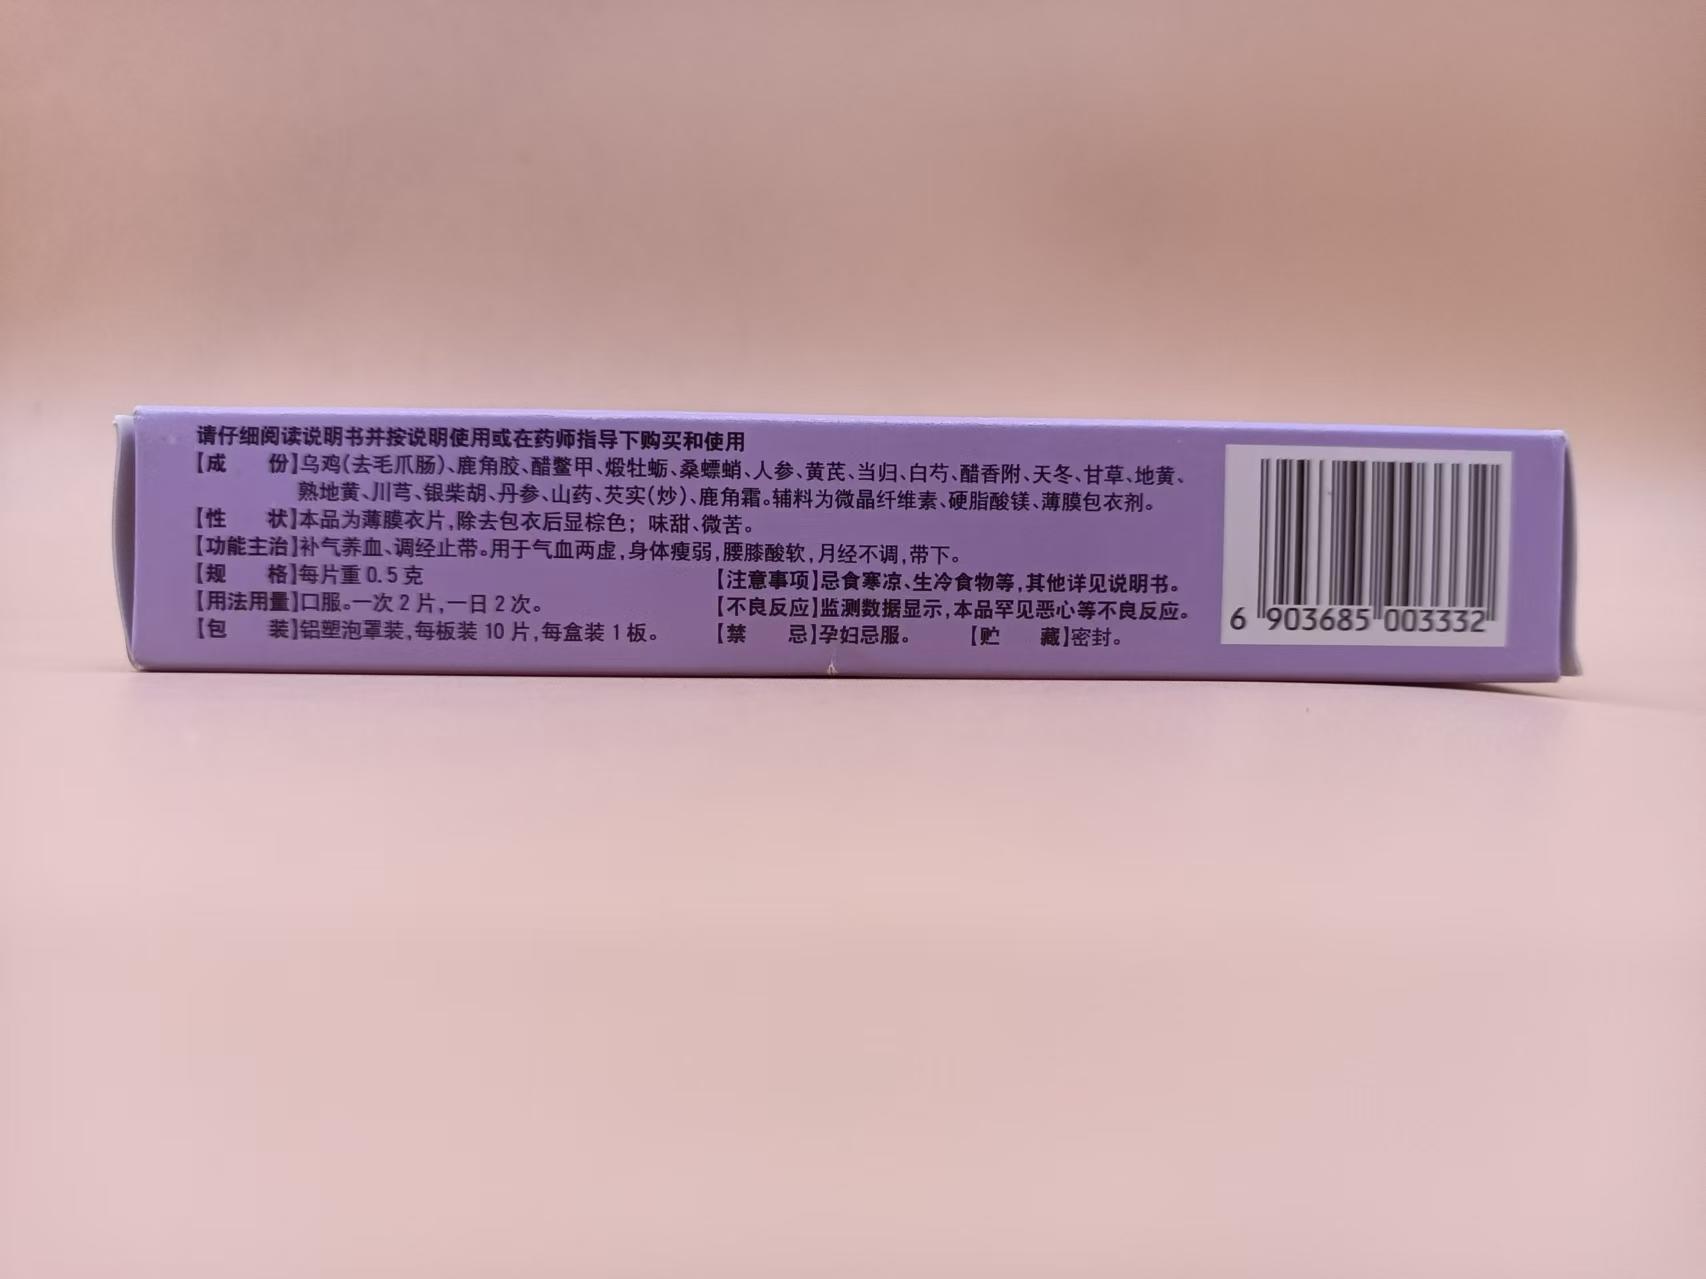 请仔细阅读说明书并按说明使用或在药师指导下购买和使用
【成　　份】乌鸡(去毛爪肠)、鹿角胶、醋鳖甲、煅牡蛎、桑螵蛸、人参、黄芪、当归、白芍、醋香附、天冬、甘草、地黄、
熟地黄、川芎、银柴胡、丹参、山药、芡实(炒)、鹿角霜。辅料为微晶纤维素、硬脂酸镁、薄膜包衣剂。
【性　　状】本品为薄膜衣片,除去包衣后显棕色；味甜、微苦。
【功能主治】补气养血、调经止带。用于气血两虚,身体瘦弱,腰膝酸软,月经不调,带下。
【规　　格】每片重0.5克
【用法用量】口服。一次2片,一日2次。
【包　　装】铝塑泡罩装,每板装10片,每盒装1板。
【注意事项】忌食寒凉、生冷食物等,其他详见说明书。
【不良反应】监测数据显示,本品罕见恶心等不良反应。
【禁　　忌】孕妇忌服。　【贮　　藏】密封。
6 903685 003332